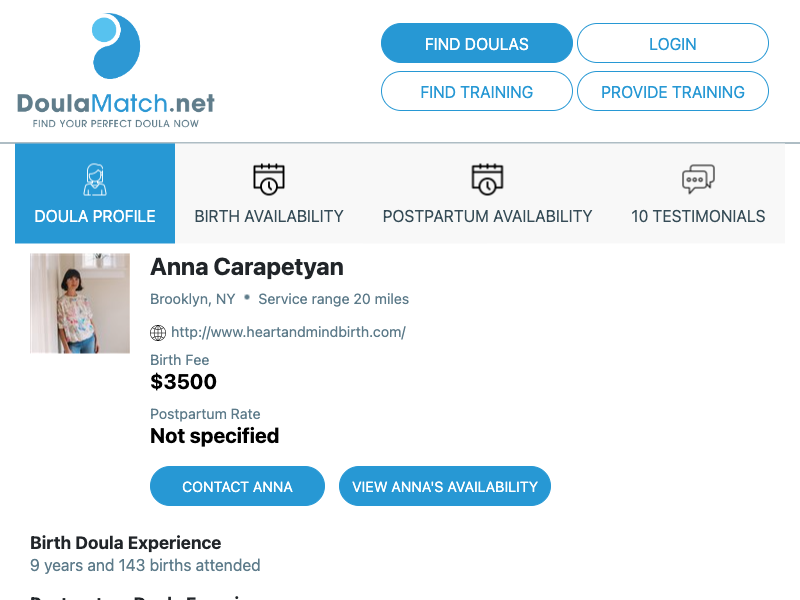 DoulaMatch.net
FIND YOUR PERFECT DOULA NOW
FIND DOULAS
LOGIN
FIND TRAINING
PROVIDE TRAINING
DOULA PROFILE
BIRTH AVAILABILITY
POSTPARTUM AVAILABILITY
10 TESTIMONIALS
Anna Carapetyan
Brooklyn, NY • Service range 20 miles
http://www.heartandmindbirth.com/
Birth Fee
$3500
Postpartum Rate
Not specified
CONTACT ANNA
VIEW ANNA'S AVAILABILITY
Birth Doula Experience
9 years and 143 births attended